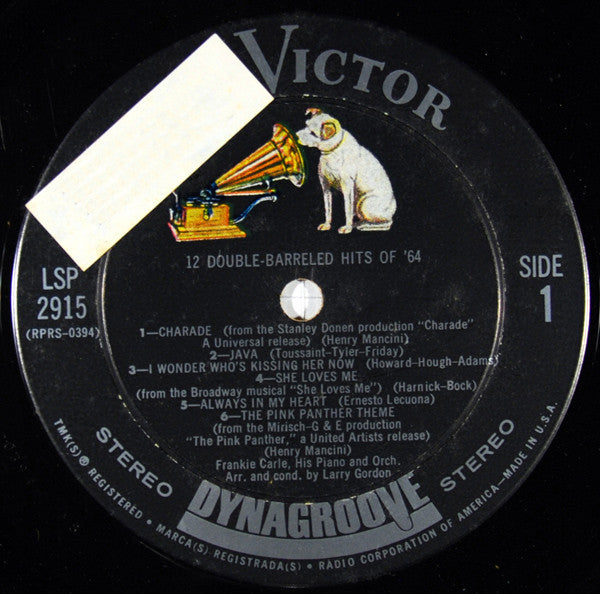 VICTOR
12 DOUBLE-BARRELED HITS OF '64
LSP
2915
(RPRS-0394)
SIDE
1
1—CHARADE (from the Stanley Donen production "Charade"
A Universal release) (Henry Mancini)
2—JAVA (Toussaint-Tyler-Friday)
3—I WONDER WHO'S KISSING HER NOW (Howard-Hough-Adams)
4—SHE LOVES ME
(from the Broadway musical "She Loves Me") (Harnick-Bock)
5—ALWAYS IN MY HEART (Ernesto Lecuona)
6—THE PINK PANTHER THEME
(from the Mirisch-G & E production
"The Pink Panther," a United Artists release)
(Henry Mancini)
Frankie Carle, His Piano and Orch.
Arr. and cond. by Larry Gordon
STEREO
DYNAGROOVE
STEREO
TMK(S) ® REGISTERED. • MARCA(S) REGISTRADA(S) • RADIO CORPORATION OF AMERICA—MADE IN U.S.A.